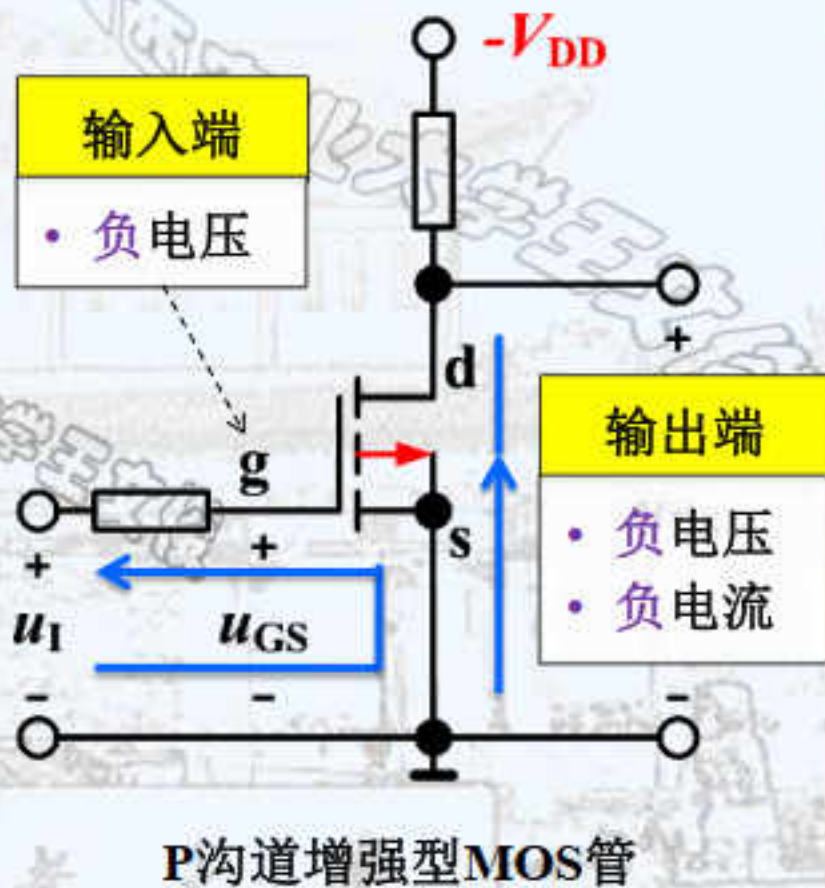 -VDD
输入端
• 负电压
d
g
s
+
输出端
• 负电压
• 负电流
+
+
uI
uGS
-
-
-
P沟道增强型MOS管